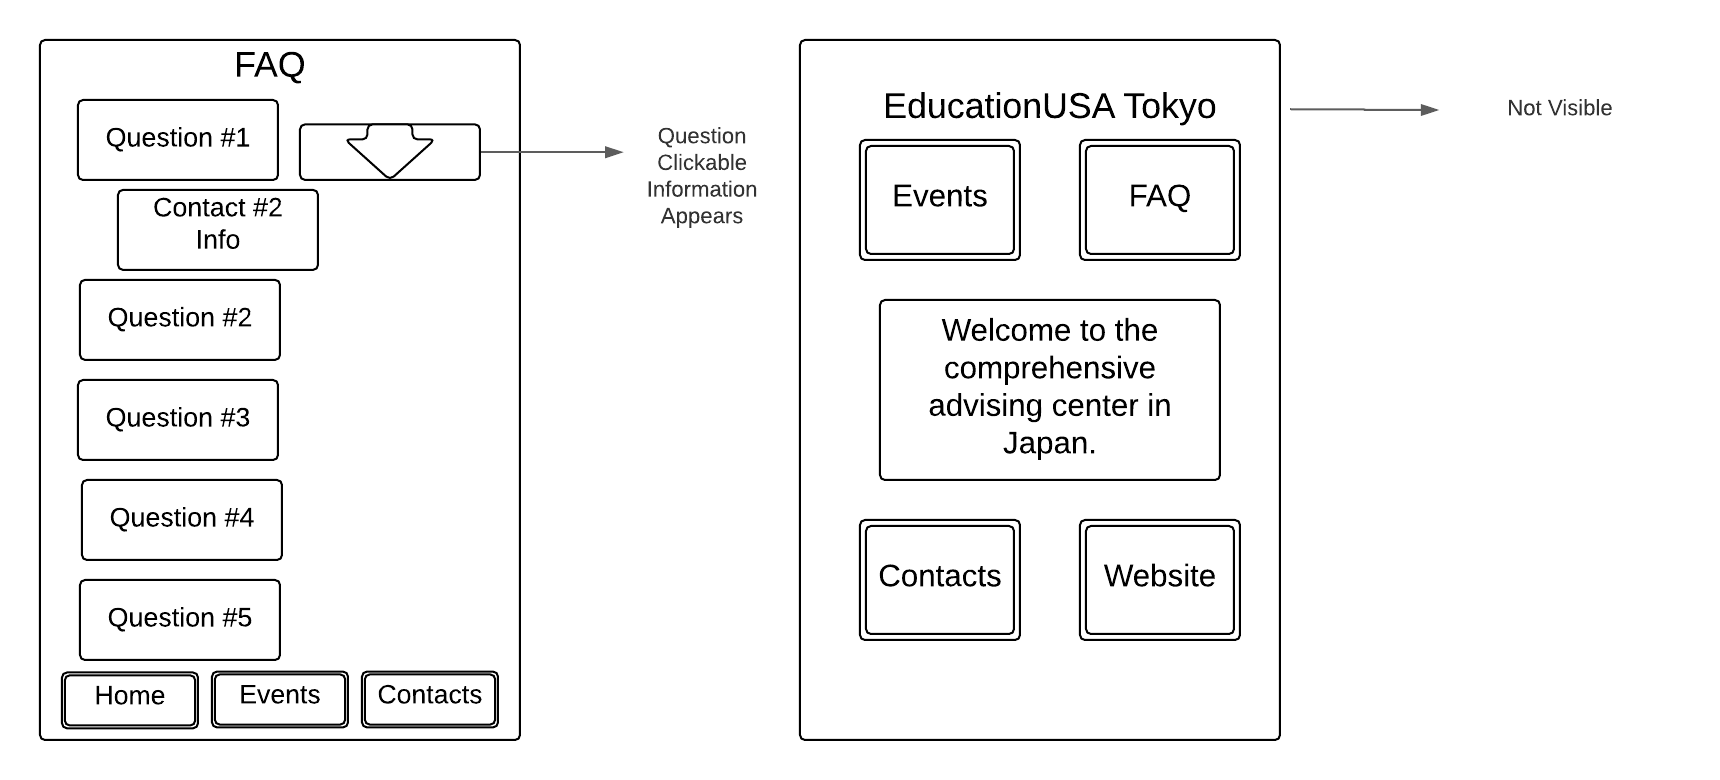 FAQ
Question #1
Contact #2
Info
Question #2
Question #3
Question #4
Question #5
Home
Events
Contacts
Question
Clickable
Information
Appears
EducationUSA Tokyo
Events
FAQ
Welcome to the
comprehensive
advising center in
Japan.
Contacts
Website
Not Visible